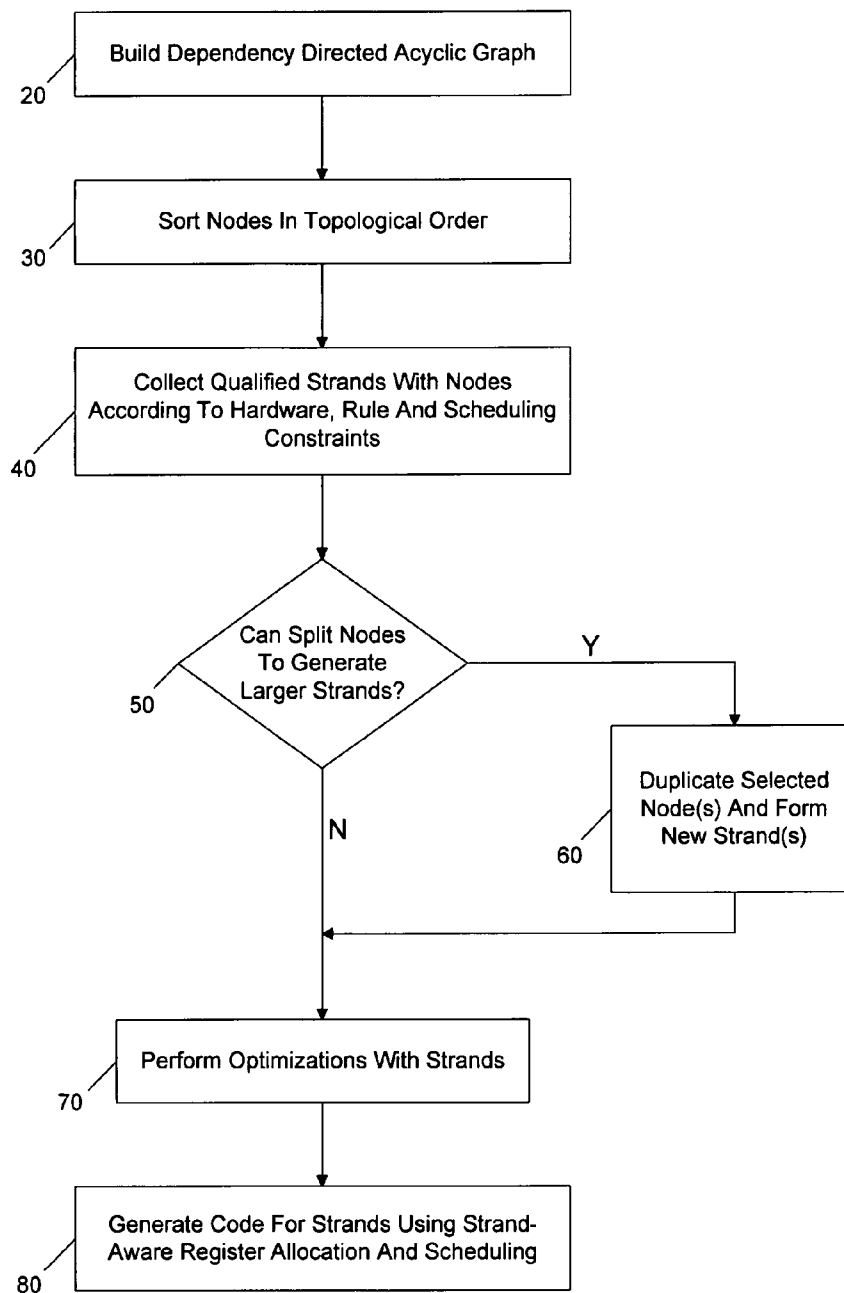 Build Dependency Directed Acyclic Graph
20
Sort Nodes In Topological Order
30
Collect Qualified Strands With Nodes
According To Hardware, Rule And Scheduling
Constraints
40
Can Split Nodes
To Generate
Larger Strands?
50
Y
Duplicate Selected
Node(s) And Form
New Strand(s)
60
N
Perform Optimizations With Strands
70
Generate Code For Strands Using Strand-
Aware Register Allocation And Scheduling
80